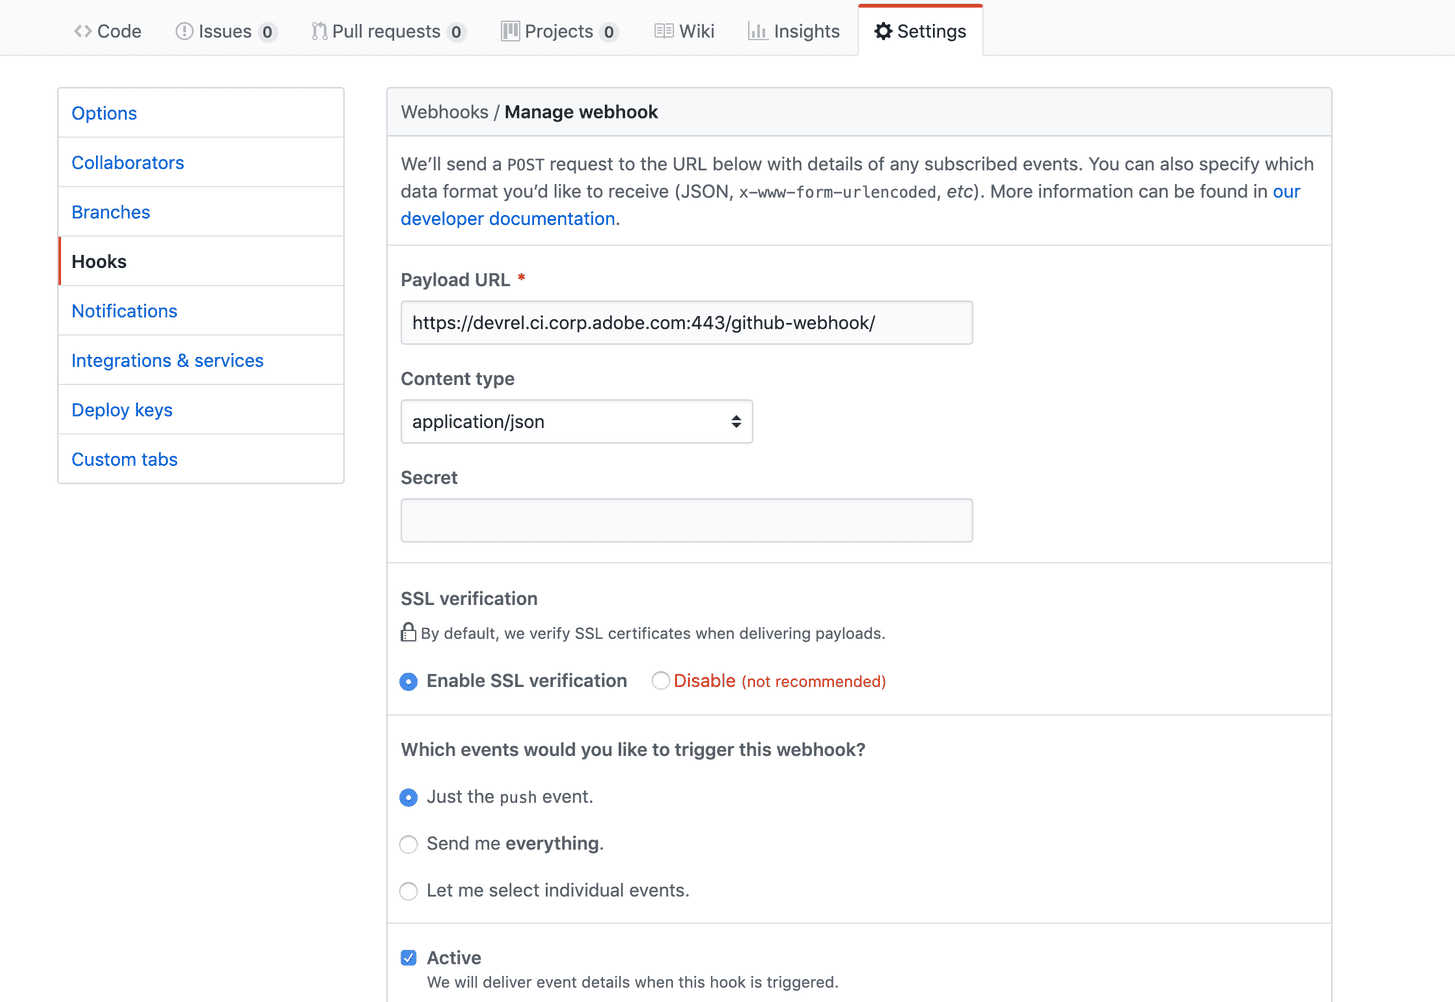 Code Issues 0 Pull requests 0 Projects 0 Wiki Insights Settings
Options
Collaborators
Branches
Hooks
Notifications
Integrations & services
Deploy keys
Custom tabs
Webhooks / Manage webhook
We’ll send a POST request to the URL below with details of any subscribed events. You can also specify which
data format you’d like to receive (JSON, x-www-form-urlencoded, etc). More information can be found in our
developer documentation.
Payload URL *
https://devrel.ci.corp.adobe.com:443/github-webhook/
Content type
application/json
Secret
SSL verification
By default, we verify SSL certificates when delivering payloads.
Enable SSL verification Disable (not recommended)
Which events would you like to trigger this webhook?
Just the push event.
Send me everything.
Let me select individual events.
Active
We will deliver event details when this hook is triggered.